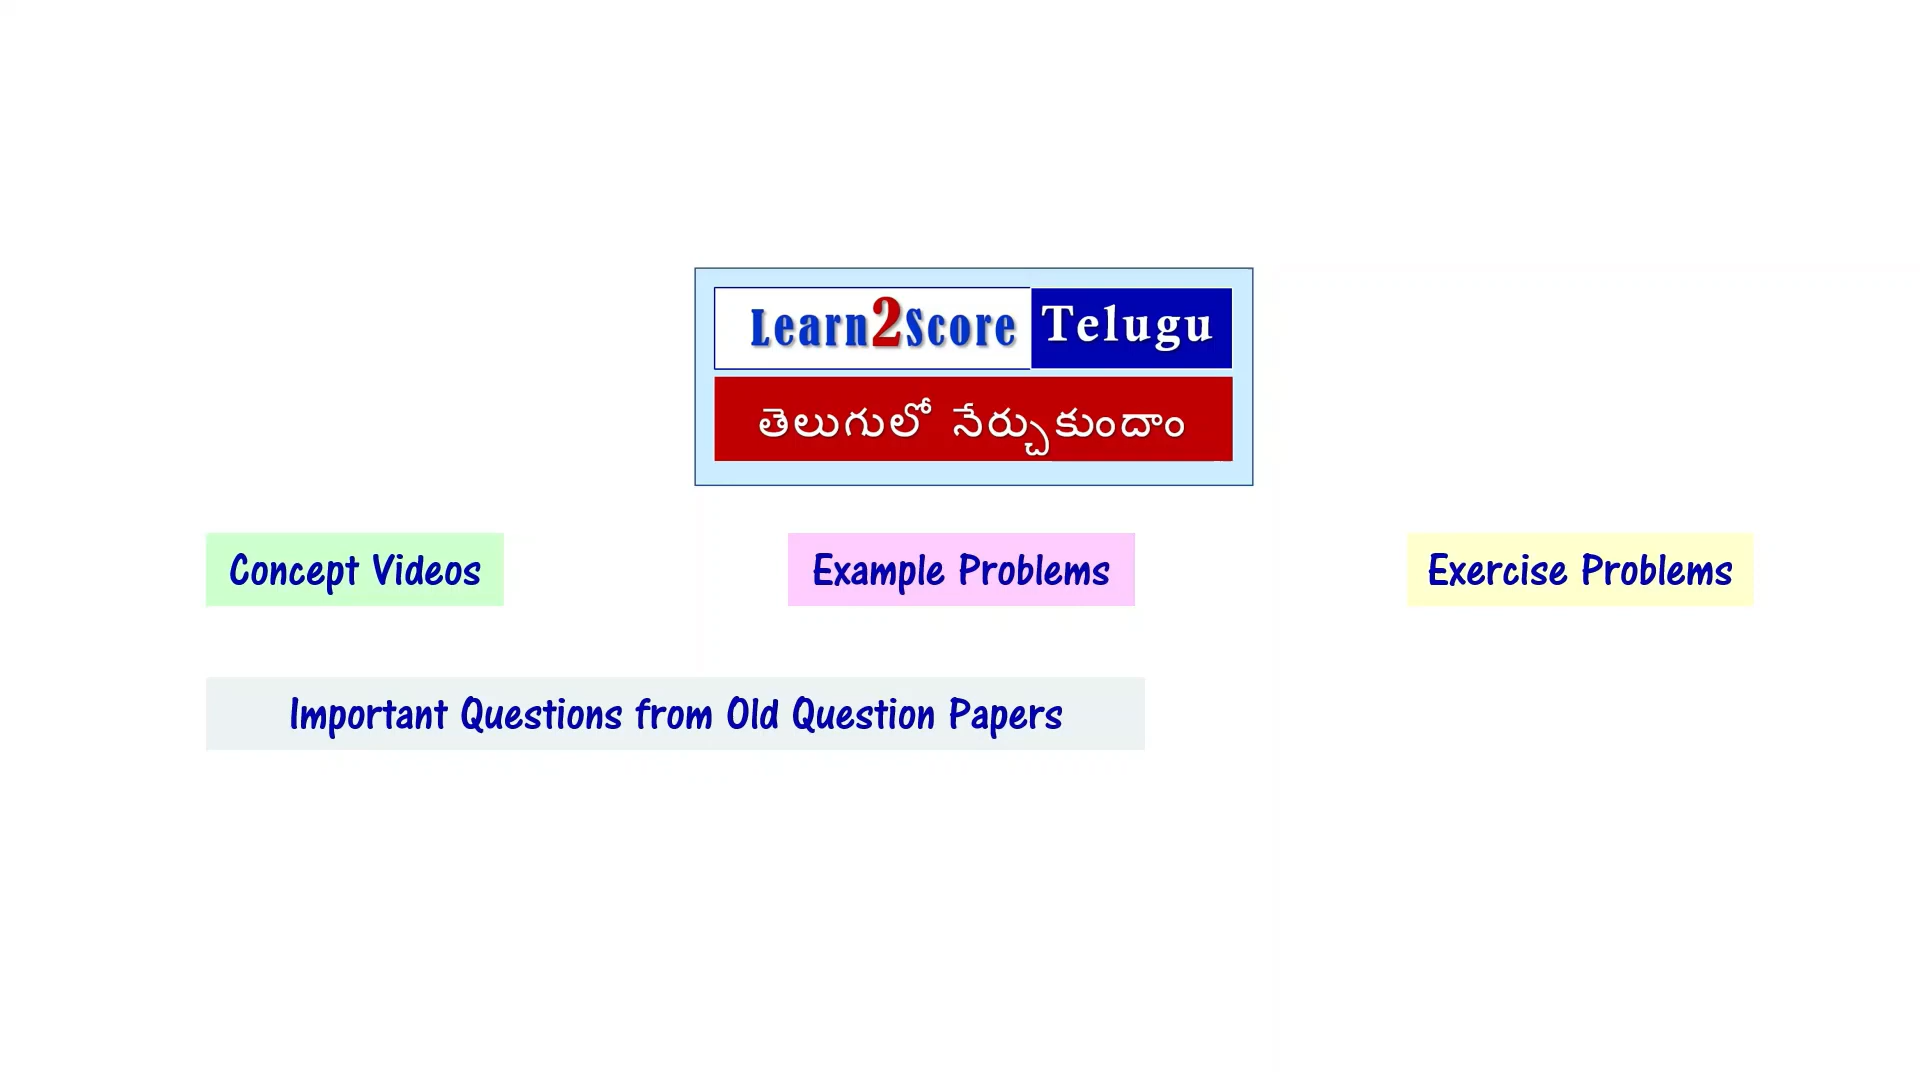 Learn2Score Telugu
తెలుగులో నేర్చుకుందాం
Concept Videos
Example Problems
Exercise Problems
Important Questions from Old Question Papers